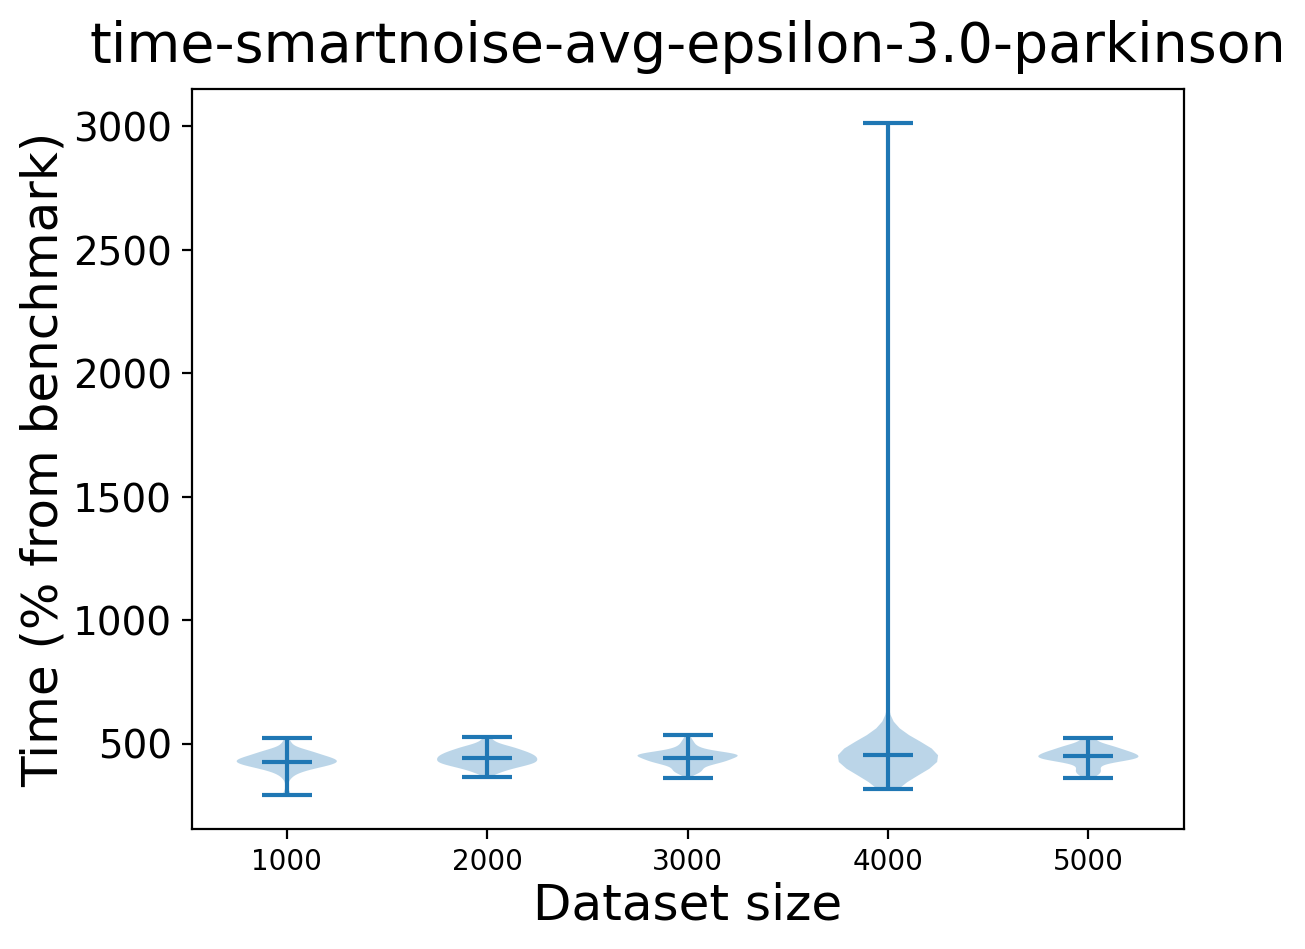 time-smartnoise-avg-epsilon-3.0-parkinson
Time (% from benchmark)
3000
2500
2000
1500
1000
500
1000 2000 3000 4000 5000
Dataset size